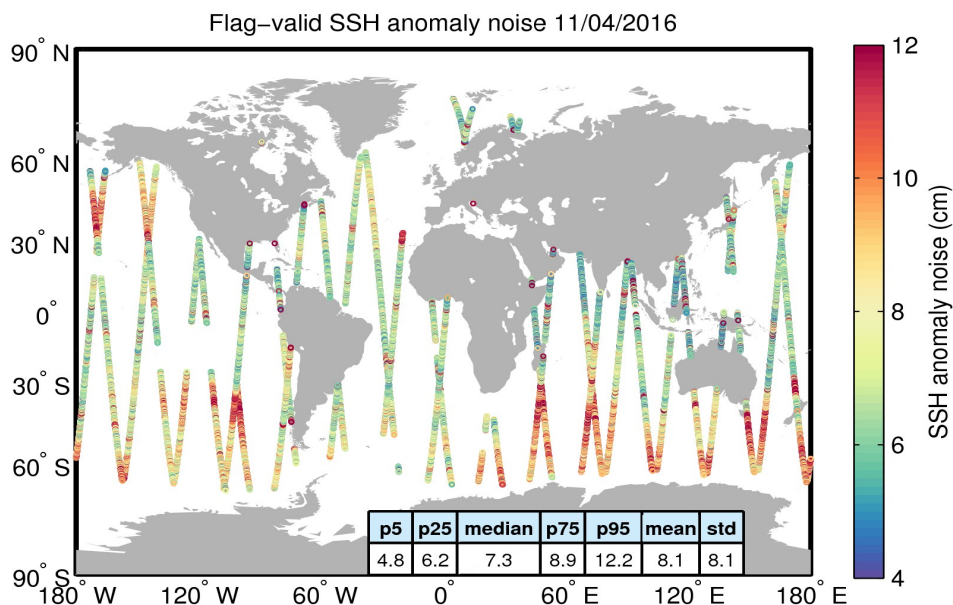 Flag−valid SSH anomaly noise 11/04/2016
90° N
60° N
30° N
0°
30° S
60° S
90° S
180° W
120° W
60° W
0°
60° E
120° E
180° E
p5 p25 median p75 p95 mean std
4.8 6.2 7.3 8.9 12.2 8.1 8.1
12
10
8
6
4
SSH anomaly noise (cm)